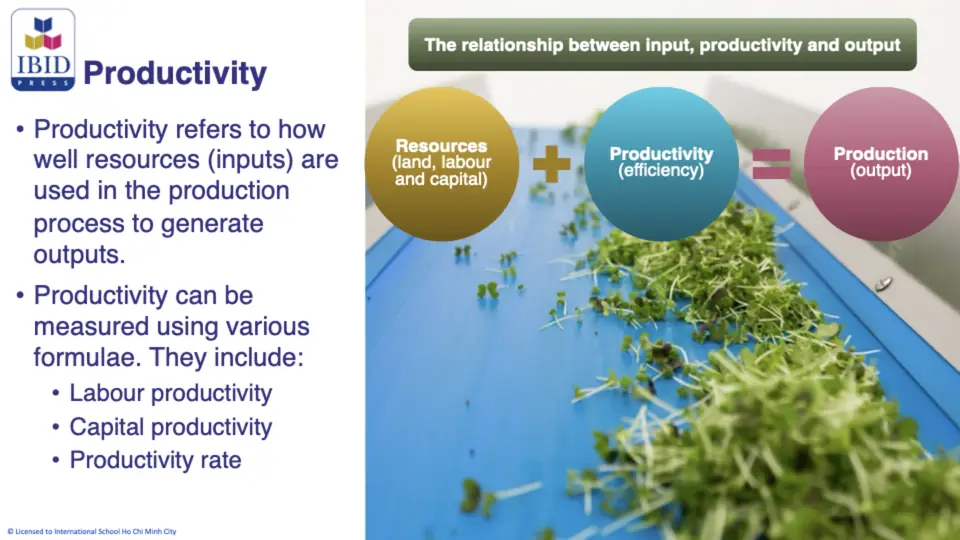 IBID
PRESS
Productivity
• Productivity refers to how
well resources (inputs) are
used in the production
process to generate
outputs.
• Productivity can be
measured using various
formulae. They include:
• Labour productivity
• Capital productivity
• Productivity rate
The relationship between input, productivity and output
Resources
(land, labour
and capital)
+
Productivity
(efficiency)
=
Production
(output)
© Licensed to International School Ho Chi Minh City